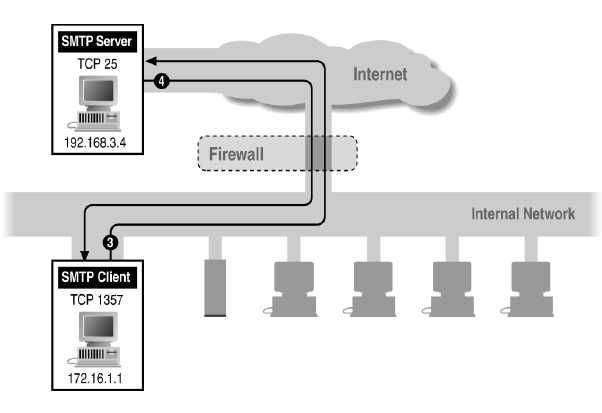 SMTP Server
TCP 25
192.168.3.4
4
Internet
Firewall
Internal Network
3
SMTP Client
TCP 1357
172.16.1.1